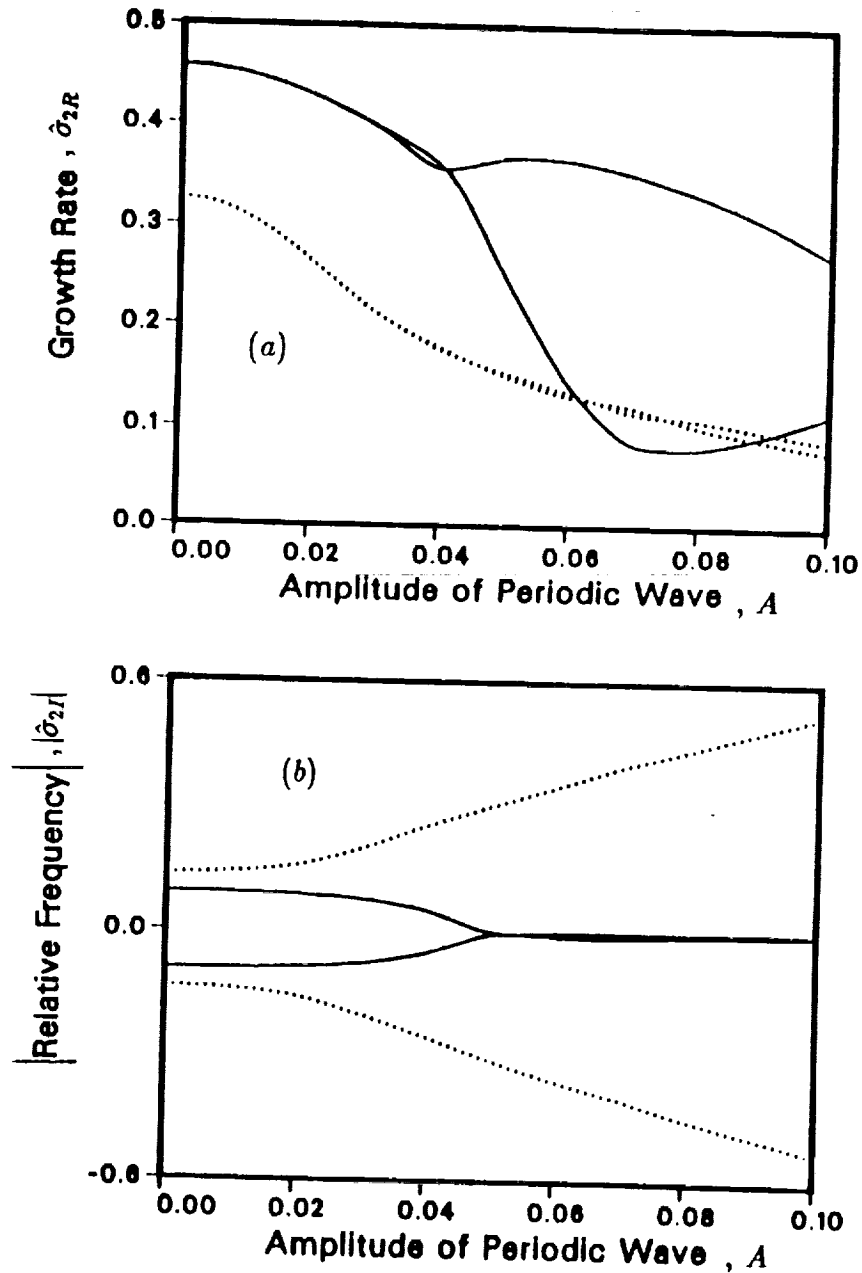 0.5
0.4
0.3
0.2
0.1
0.0
Growth Rate , σ̂₂R
(a)
0.00 0.02 0.04 0.06 0.08 0.10
Amplitude of Periodic Wave , A
0.6
0.0
-0.6
|Relative Frequency| , |σ̂₂I|
(b)
0.00 0.02 0.04 0.06 0.08 0.10
Amplitude of Periodic Wave , A